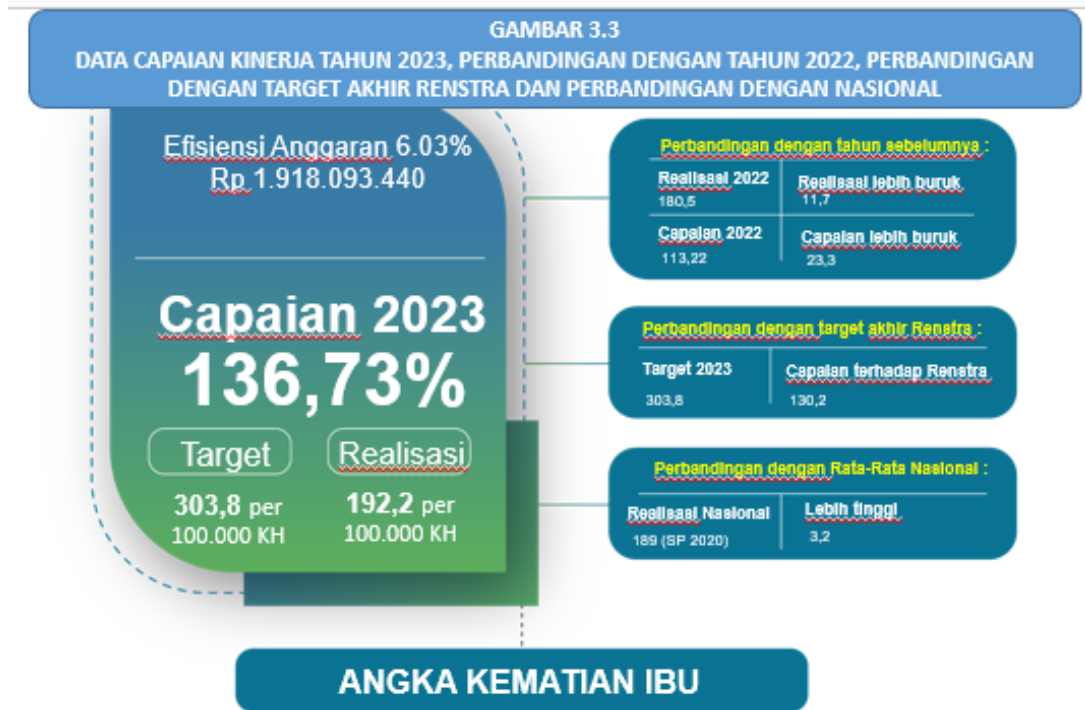 GAMBAR 3.3
DATA CAPAIAN KINERJA TAHUN 2023, PERBANDINGAN DENGAN TAHUN 2022, PERBANDINGAN
DENGAN TARGET AKHIR RENSTRA DAN PERBANDINGAN DENGAN NASIONAL
Efisiensi Anggaran 6.03%
Rp 1.918.093.440
Capaian 2023
136,73%
Target
Realisasi
303,8 per
100.000 KH
192,2 per
100.000 KH
Perbandingan dengan tahun sebelumnya :
Realisasi 2022
180,5
Realisasi lebih buruk
11,7
Capaian 2022
113,22
Capaian lebih buruk
23,3
Perbandingan dengan target akhir Renstra :
Target 2023
303,8
Capaian terhadap Renstra
130,2
Perbandingan dengan Rata-Rata Nasional :
Realisasi Nasional
189 (SP 2020)
Lebih tinggi
3,2
ANGKA KEMATIAN IBU